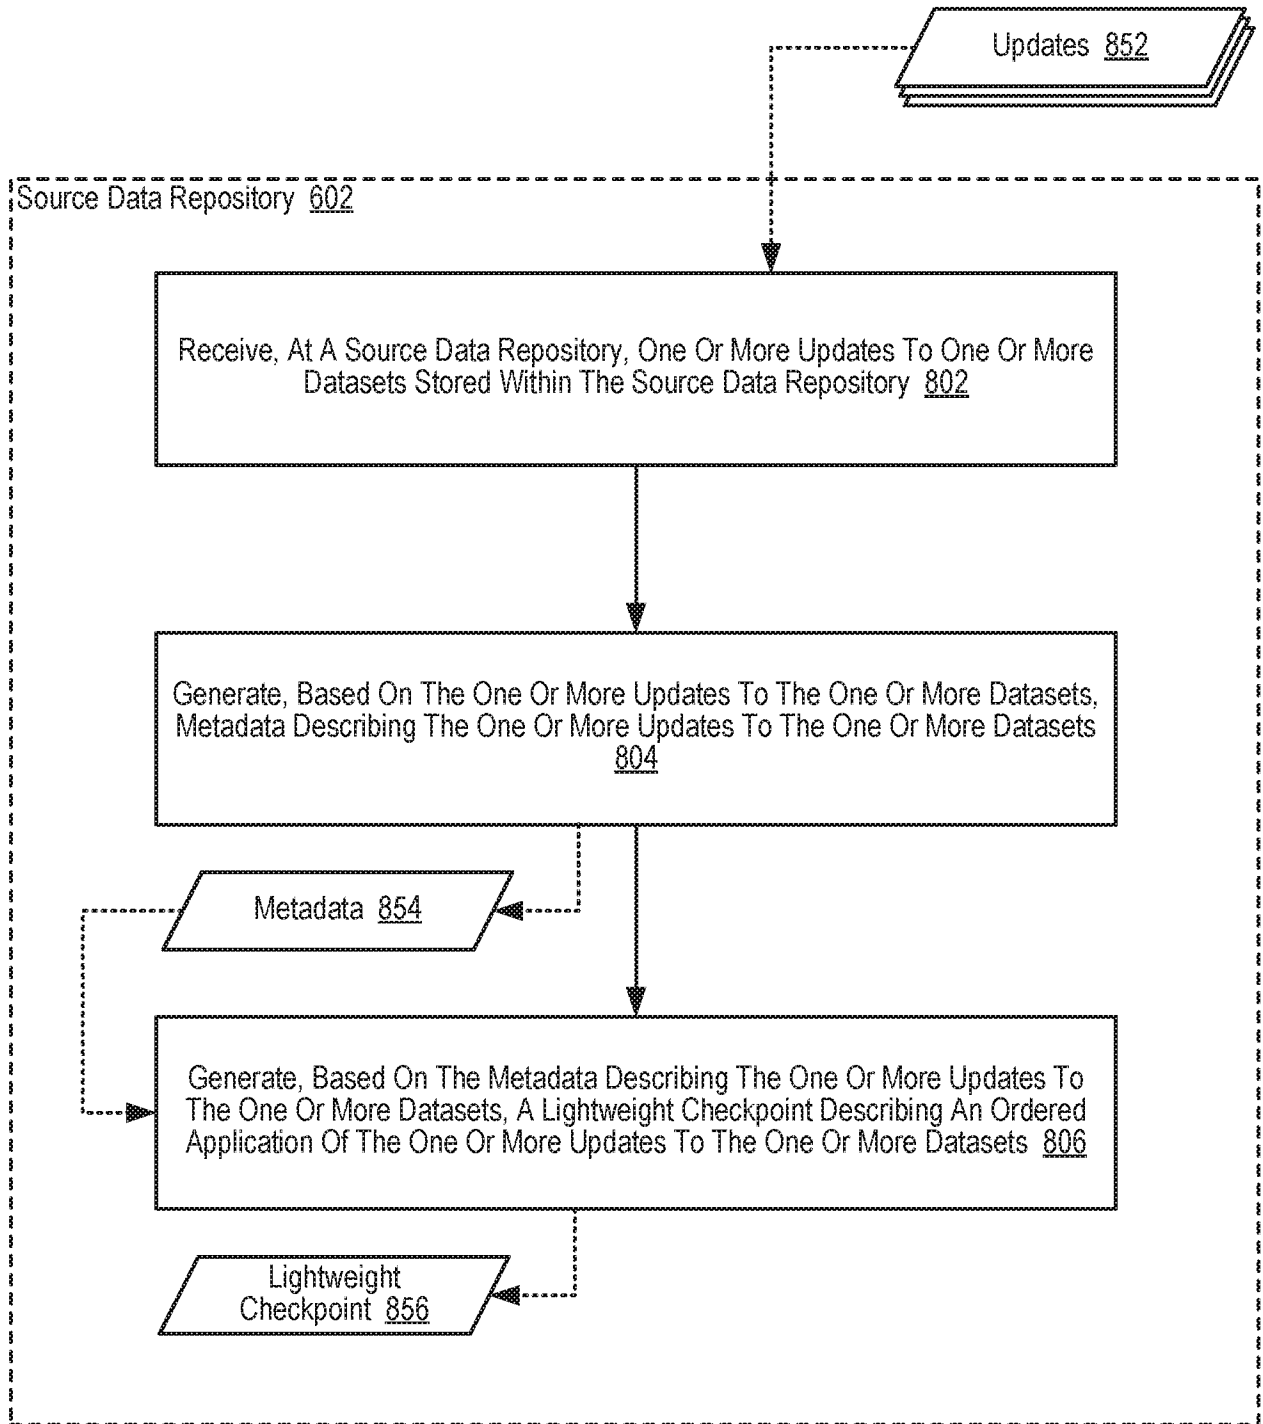 Updates 852
Source Data Repository 602
Receive, At A Source Data Repository, One Or More Updates To One Or More
Datasets Stored Within The Source Data Repository 802
Generate, Based On The One Or More Updates To The One Or More Datasets,
Metadata Describing The One Or More Updates To The One Or More Datasets
804
Metadata 854
Generate, Based On The Metadata Describing The One Or More Updates To
The One Or More Datasets, A Lightweight Checkpoint Describing An Ordered
Application Of The One Or More Updates To The One Or More Datasets 806
Lightweight
Checkpoint 856